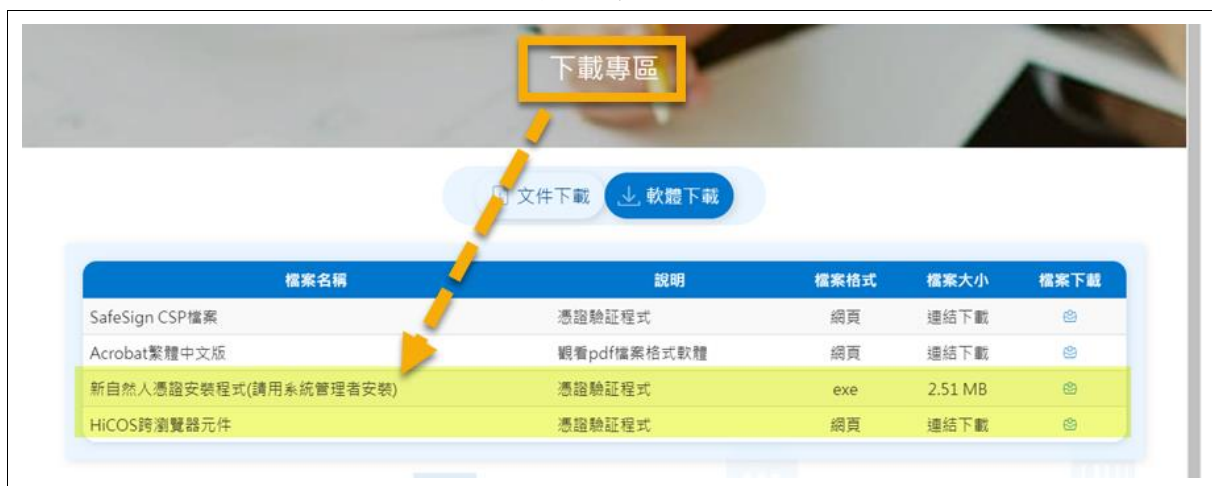 下載專區
文件下載 軟體下載
檔案名稱 說明 檔案格式 檔案大小 檔案下載
SafeSign CSP檔案 憑證驗証程式 網頁 連結下載
Acrobat繁體中文版 觀看pdf檔案格式軟體 網頁 連結下載
新自然人憑證安裝程式(請用系統管理者安裝) 憑證驗証程式 exe 2.51 MB
HiCOS跨瀏覽器元件 憑證驗証程式 網頁 連結下載